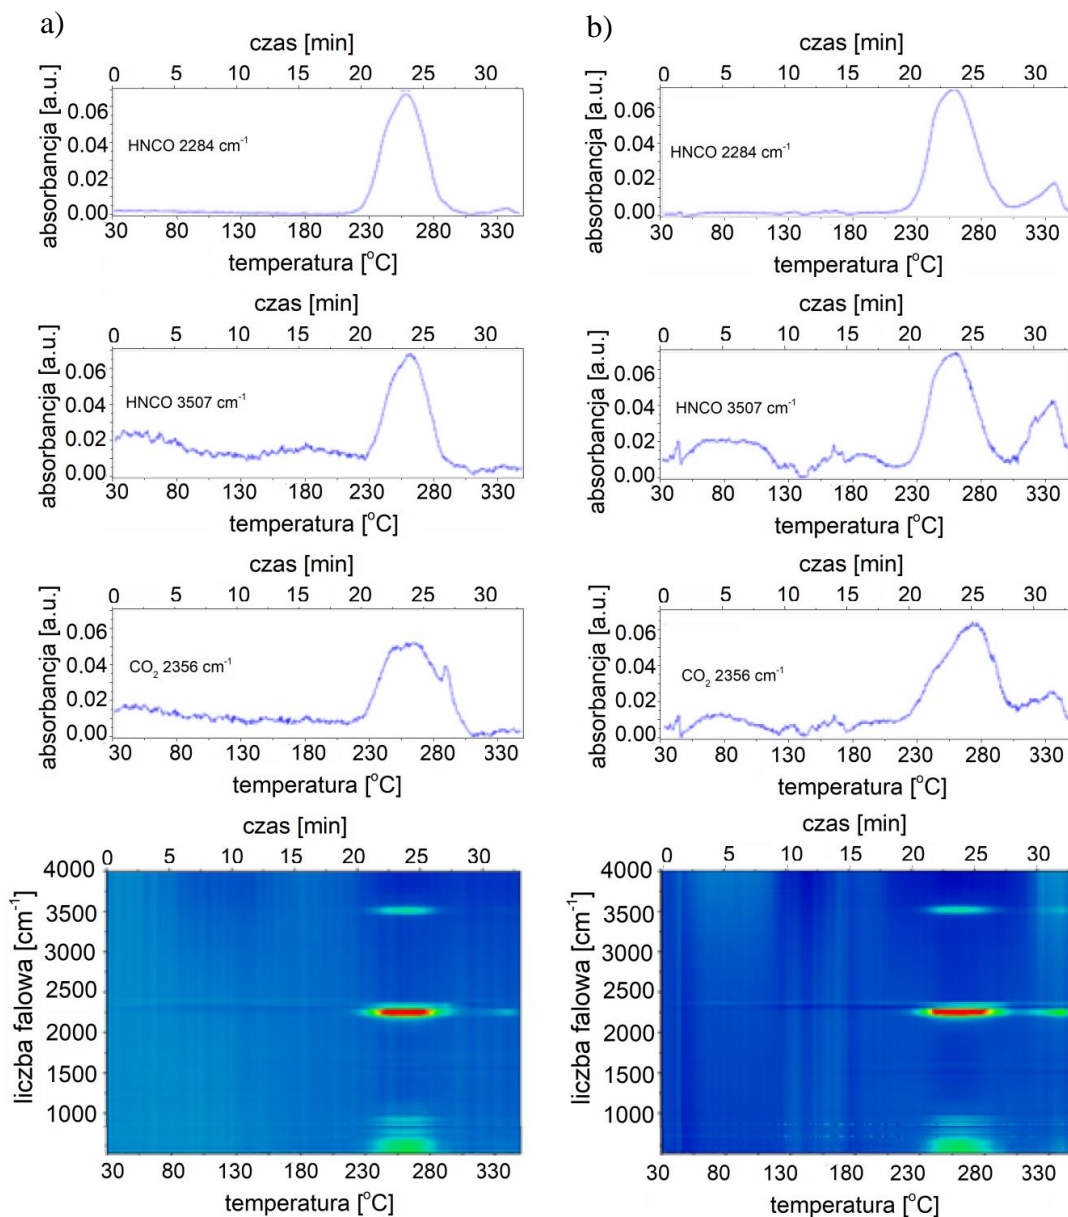 a)
czas [min]
0 5 10 15 20 25 30
absorbancja [a.u.]
0.06
0.04
0.02
0.00
HNCO 2284 cm-1
30 80 130 180 230 280 330
temperatura [oC]
czas [min]
0 5 10 15 20 25 30
absorbancja [a.u.]
0.06
0.04
0.02
0.00
HNCO 3507 cm-1
30 80 130 180 230 280 330
temperatura [oC]
czas [min]
0 5 10 15 20 25 30
absorbancja [a.u.]
0.06
0.04
0.02
0.00
CO2 2356 cm-1
30 80 130 180 230 280 330
temperatura [oC]
czas [min]
0 5 10 15 20 25 30
liczba falowa [cm-1]
4000
3500
3000
2500
2000
1500
1000
30 80 130 180 230 280 330
temperatura [oC]
b)
czas [min]
0 5 10 15 20 25 30
absorbancja [a.u.]
0.06
0.04
0.02
0.00
HNCO 2284 cm-1
30 80 130 180 230 280 330
temperatura [oC]
czas [min]
0 5 10 15 20 25 30
absorbancja [a.u.]
0.06
0.04
0.02
0.00
HNCO 3507 cm-1
30 80 130 180 230 280 330
temperatura [oC]
czas [min]
0 5 10 15 20 25 30
absorbancja [a.u.]
0.06
0.04
0.02
0.00
CO2 2356 cm-1
30 80 130 180 230 280 330
temperatura [oC]
czas [min]
0 5 10 15 20 25 30
liczba falowa [cm-1]
4000
3500
3000
2500
2000
1500
1000
30 80 130 180 230 280 330
temperatura [oC]